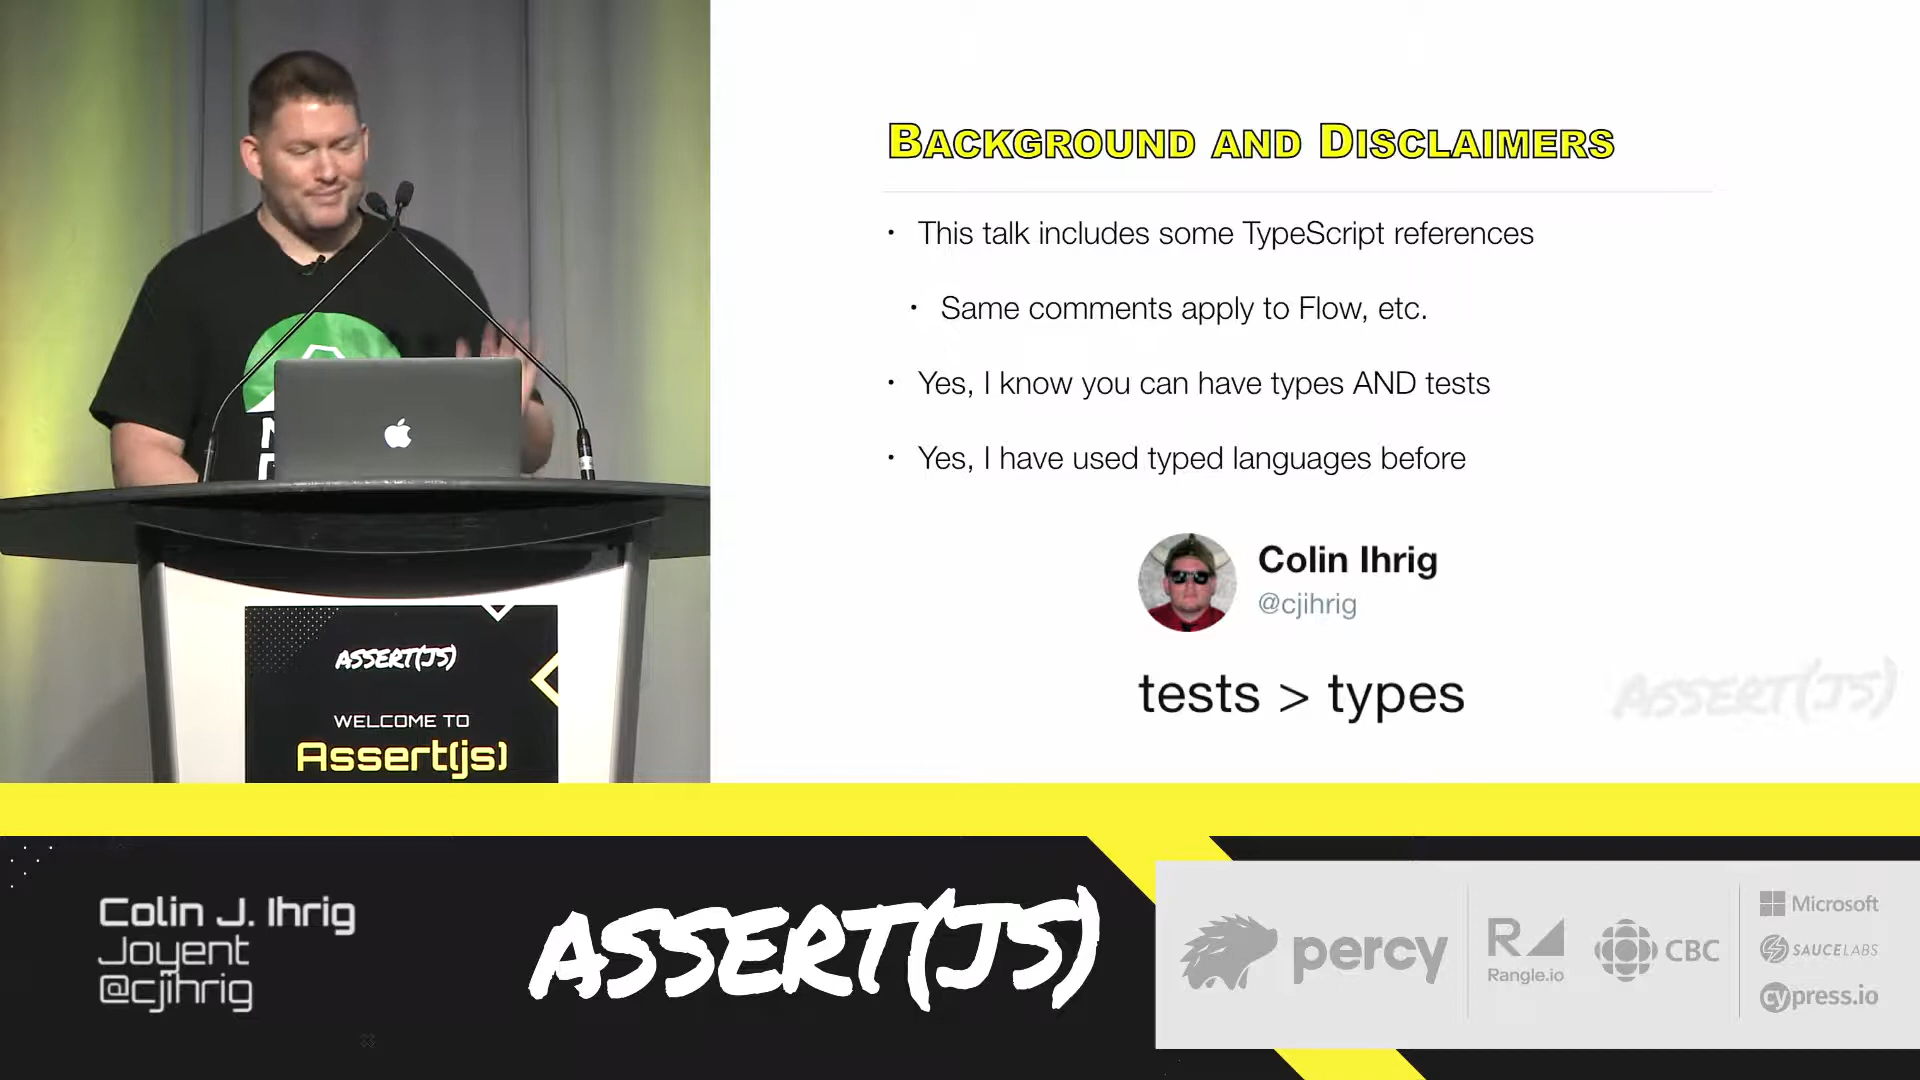 BACKGROUND AND DISCLAIMERS
• This talk includes some TypeScript references
• Same comments apply to Flow, etc.
• Yes, I know you can have types AND tests
• Yes, I have used typed languages before
Colin Ihrig
@cjihrig
tests > types
ASSERT(JS)
ASSERT(JS)
WELCOME TO
Assert(js)
Colin J. Ihrig
Joyent
@cjihrig
ASSERT(JS)
percy
R
Rangle.io
CBC
Microsoft
SAUCELABS
cypress.io